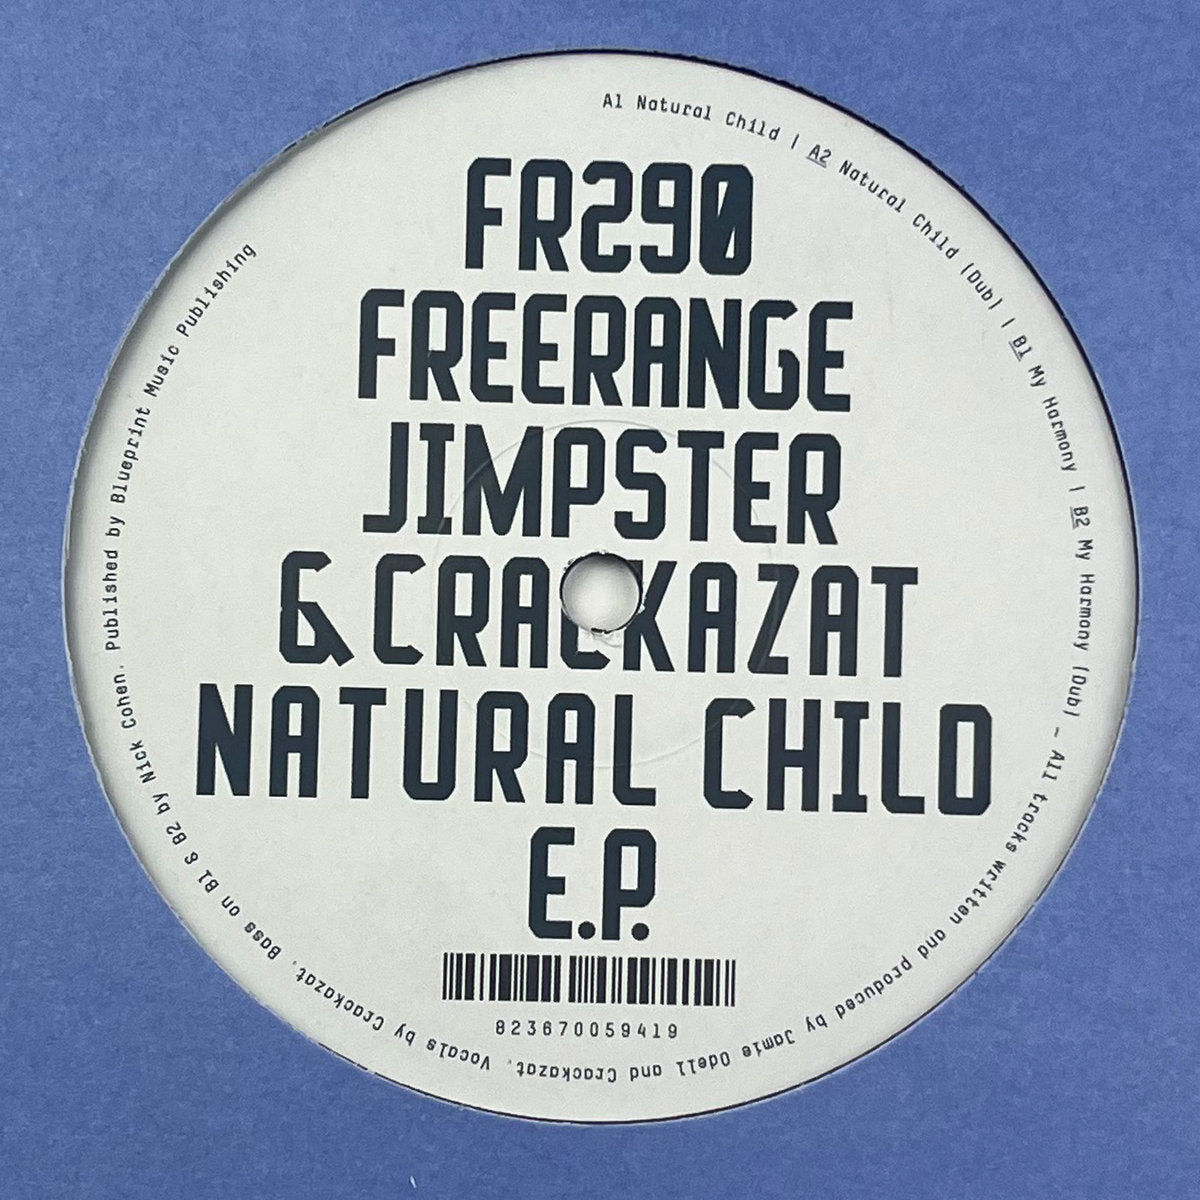 FR290
FREERANGE
JIMPSTER
& CRACKAZAT
NATURAL CHILD
E.P.
823670059419
A1 Natural Child | A2 Natural Child (Dub) | B1 My Harmony | B2 My Harmony (Dub) – All tracks written and produced by Jamie Odell and Crackazat. Vocals by Crackazat. Bass on B1 & B2 by Nick Cohen. Published by Blueprint Music Publishing